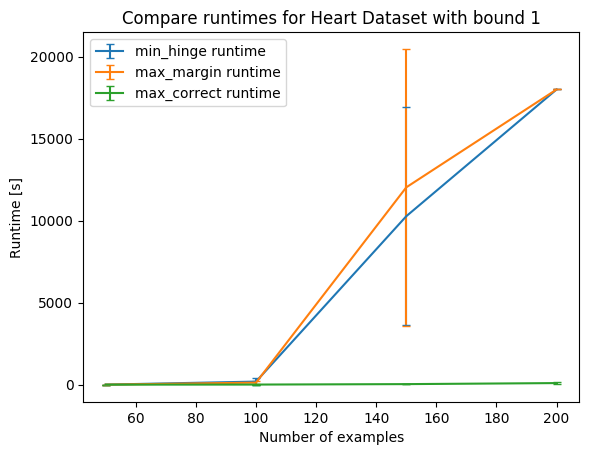 Compare runtimes for Heart Dataset with bound 1
min_hinge runtime
max_margin runtime
max_correct runtime
20000
15000
10000
5000
0
Runtime [s]
60 80 100 120 140 160 180 200
Number of examples